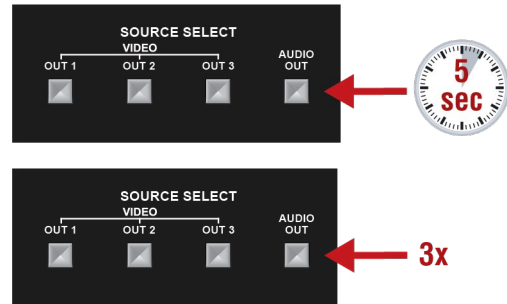 SOURCE SELECT
VIDEO
OUT 1 OUT 2 OUT 3 AUDIO OUT
5 sec
SOURCE SELECT
VIDEO
OUT 1 OUT 2 OUT 3 AUDIO OUT
3x